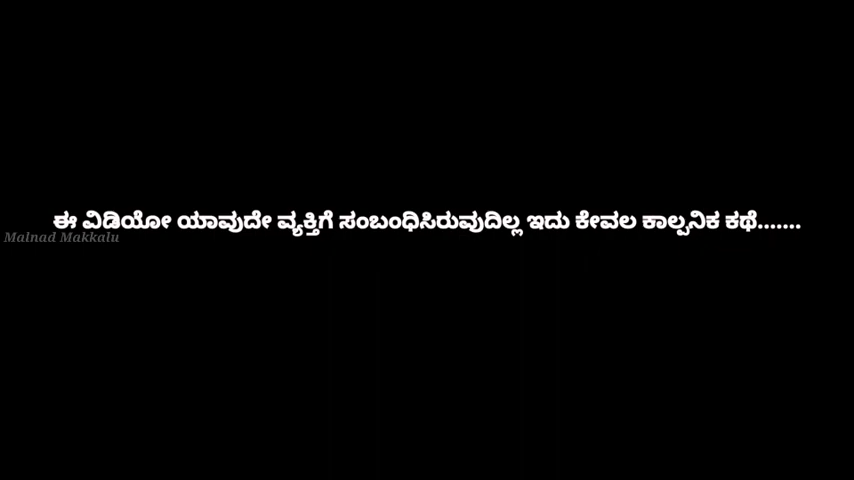 ಈ ವಿಡಿಯೋ ಯಾವುದೇ ವ್ಯಕ್ತಿಗೆ ಸಂಬಂಧಿಸಿರುವುದಿಲ್ಲ ಇದು ಕೇವಲ ಕಾಲ್ಪನಿಕ ಕಥೆ.......
Malnad Makkalu